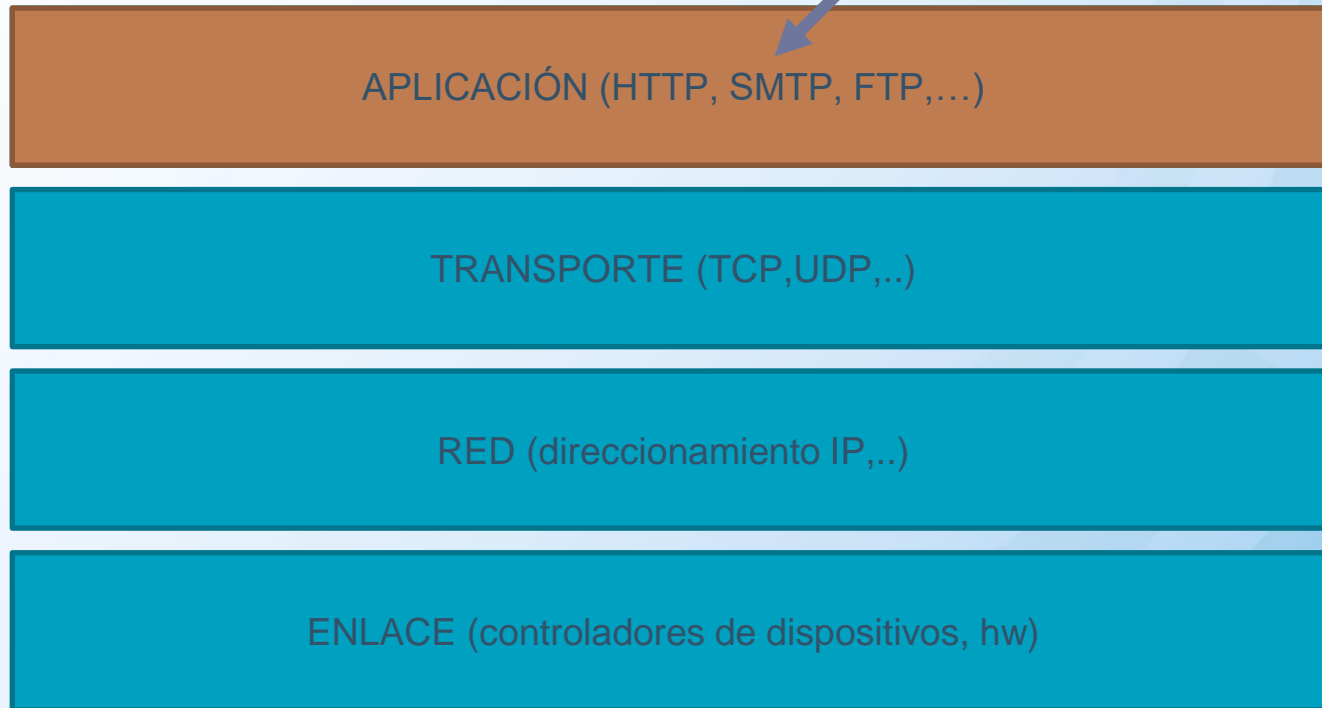 APLICACIÓN (HTTP, SMTP, FTP,…)
TRANSPORTE (TCP,UDP,..)
RED (direccionamiento IP,..)
ENLACE (controladores de dispositivos, hw)